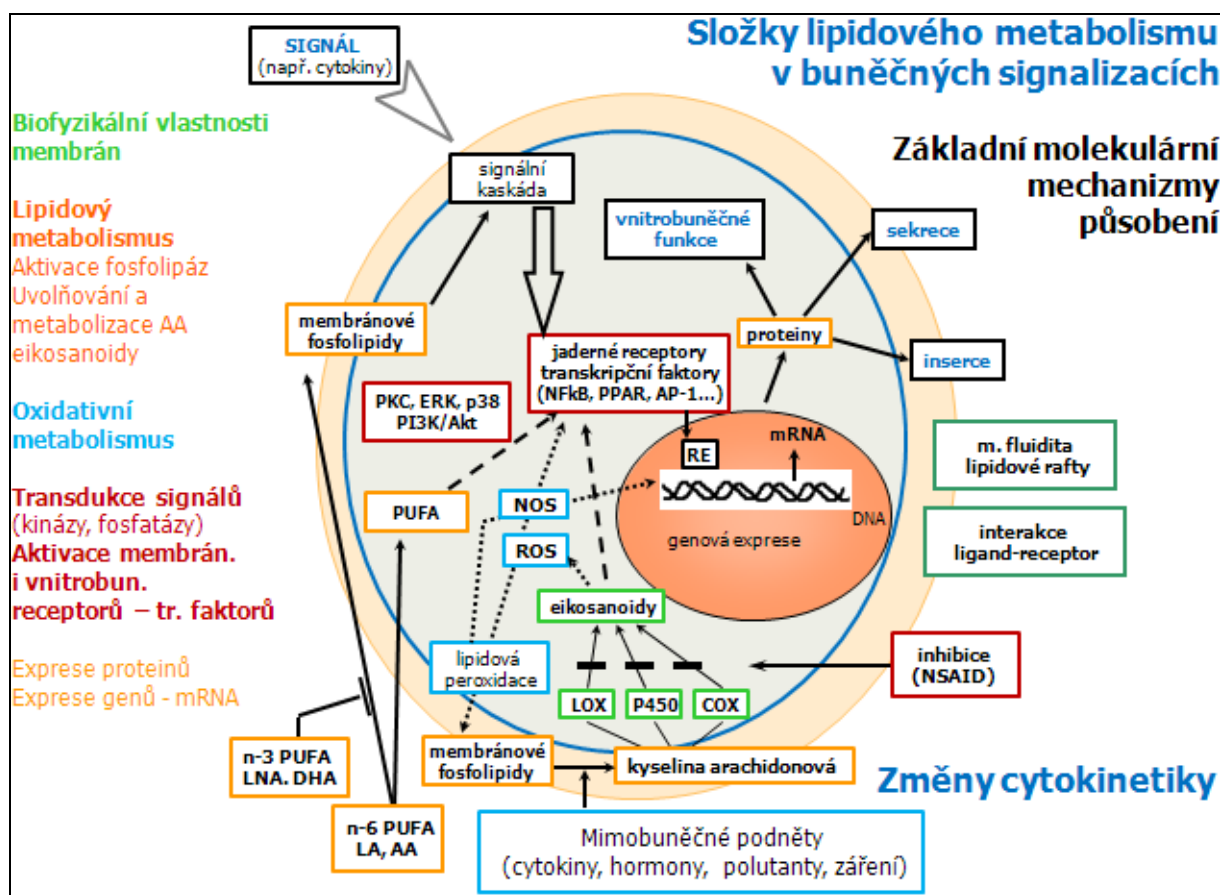 Složky lipidového metabolismu
v buněčných signalizacích
Základní molekulární
mechanizmy
působení
SIGNÁL
(např. cytokiny)
Biofyzikální vlastnosti
membrán
Lipidový
metabolismus
Aktivace fosfolipáz
Uvolňování a
metabolizace AA
eikosanoidy
Oxidativní
metabolismus
Transdukce signálů
(kinázy, fosfatázy)
Aktivace membrán.
i vnitrobun.
receptorů – tr. faktorů
Exprese proteinů
Exprese genů - mRNA
signální
kaskáda
vnitrobuněčné
funkce
sekrece
membránové
fosfolipidy
proteiny
inserce
jaderné receptory
transkripční faktory
(NFkB, PPAR, AP-1...)
PKC, ERK, p38
PI3K/Akt
RE
mRNA
DNA
genová exprese
m. fluidita
lipidové rafty
interakce
ligand-receptor
PUFA
NOS
ROS
eikosanoidy
lipidová
peroxidace
LOX
P450
COX
inhibice
(NSAID)
membránové
fosfolipidy
kyselina arachidonová
n-3 PUFA
LNA. DHA
n-6 PUFA
LA, AA
Mimobuněčné podněty
(cytokiny, hormony, polutanty, záření)
Změny cytokinetiky